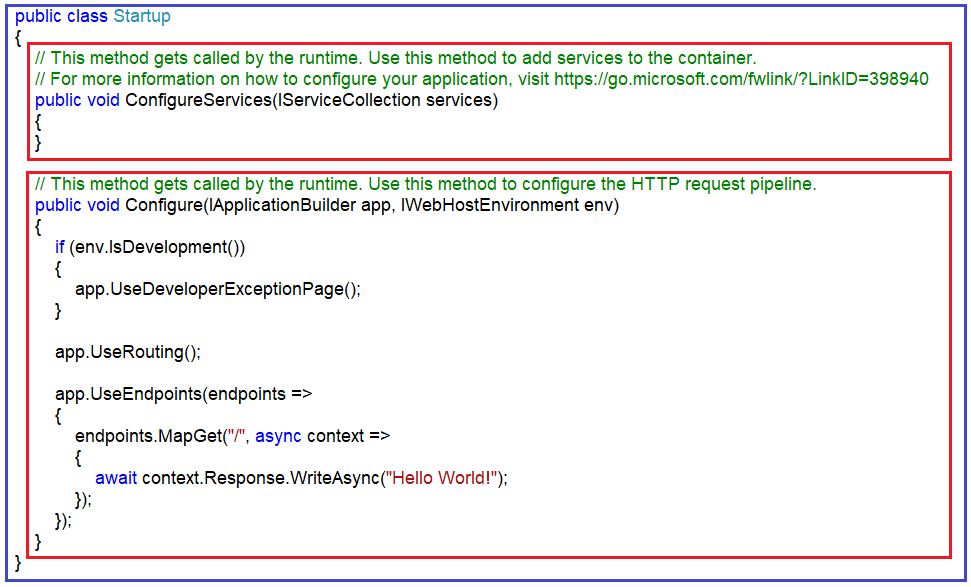 public class Startup
{
// This method gets called by the runtime. Use this method to add services to the container.
// For more information on how to configure your application, visit https://go.microsoft.com/fwlink/?LinkID=398940
public void ConfigureServices(IServiceCollection services)
{
}
// This method gets called by the runtime. Use this method to configure the HTTP request pipeline.
public void Configure(IApplicationBuilder app, IWebHostEnvironment env)
{
if (env.IsDevelopment())
{
app.UseDeveloperExceptionPage();
}
app.UseRouting();
app.UseEndpoints(endpoints =>
{
endpoints.MapGet("/", async context =>
{
await context.Response.WriteAsync("Hello World!");
});
});
}
}